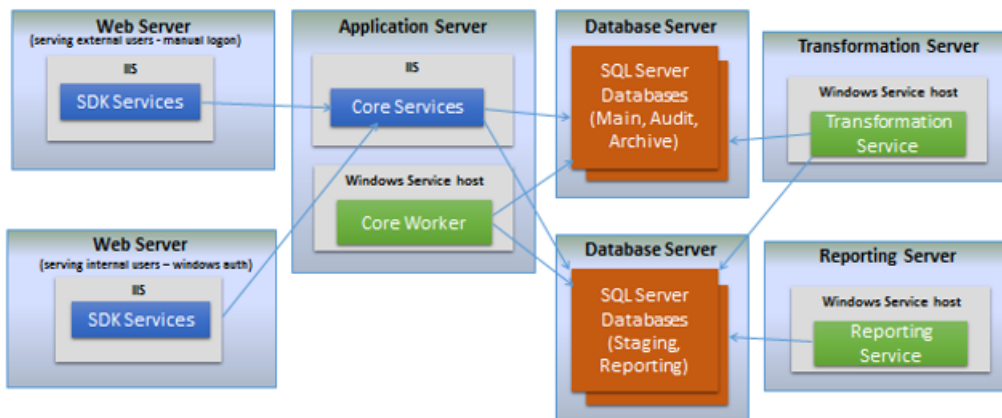 Web Server
(serving external users - manual logon)
IIS
SDK Services
Web Server
(serving internal users – windows auth)
IIS
SDK Services
Application Server
IIS
Core Services
Windows Service host
Core Worker
Database Server
SQL Server
Databases
(Main, Audit,
Archive)
Database Server
SQL Server
Databases
(Staging,
Reporting)
Transformation Server
Windows Service host
Transformation
Service
Reporting Server
Windows Service host
Reporting
Service